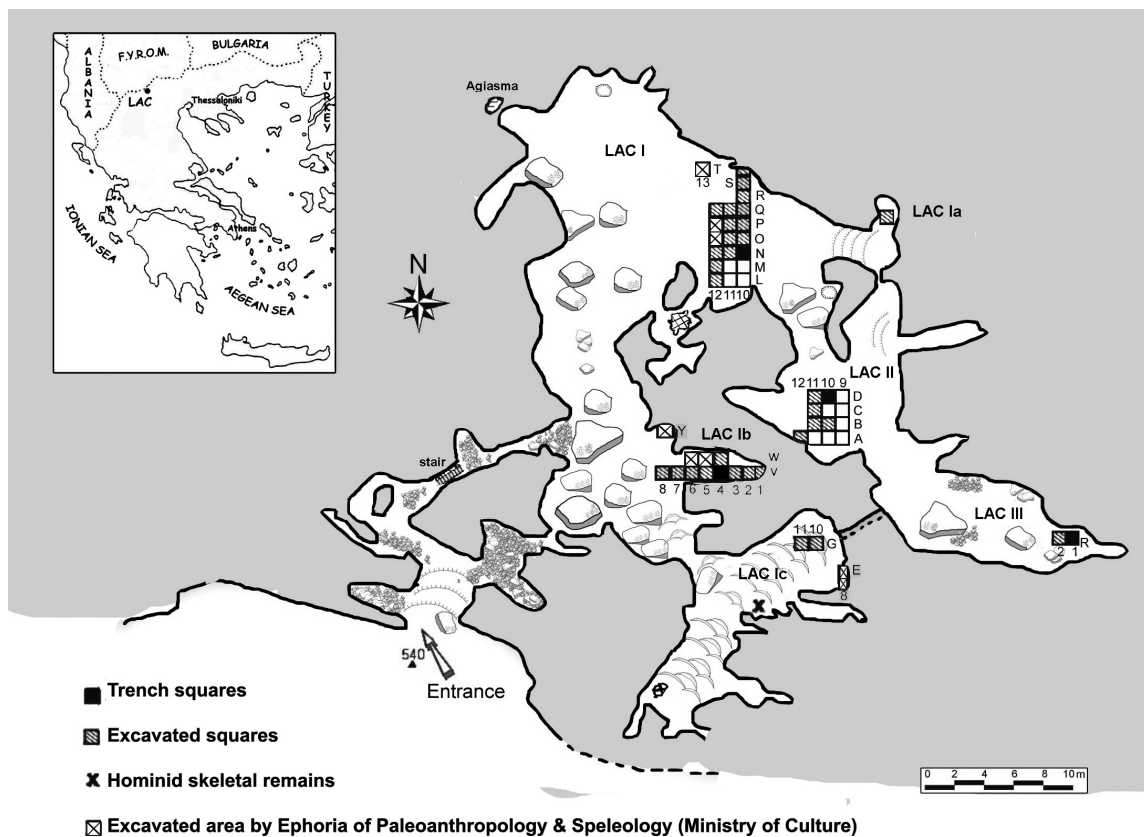 ALBANIA
F.Y.R.O.M.
BULGARIA
TURKEY
LAC
Thessaloniki
IONIAN SEA
Athens
AEGEAN SEA
N
Agiasma
LAC I
T
13
S
R
Q
P
O
N
M
L
12 11 10
LAC Ia
LAC II
12 11 10 9
D
C
B
A
Y
LAC Ib
W
V
8 7 6 5 4 3 2 1
stair
LAC III
R
2 1
11 10
G
LAC Ic
E
8
540
Entrance
Trench squares
Excavated squares
Hominid skeletal remains
Excavated area by Ephoria of Paleoanthropology & Speleology (Ministry of Culture)
0 2 4 6 8 10 m